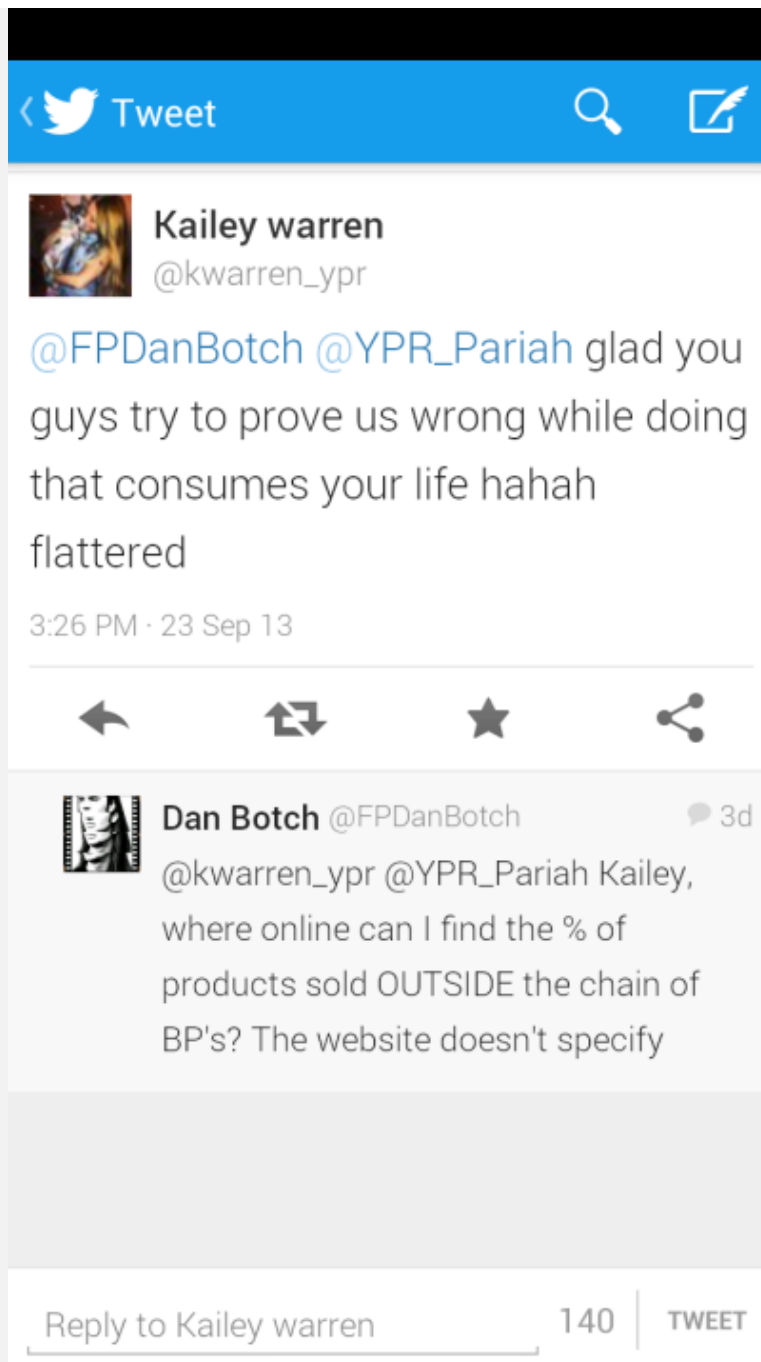 Tweet
Kailey warren
@kwarren_ypr
@FPDanBotch @YPR_Pariah glad you
guys try to prove us wrong while doing
that consumes your life hahah
flattered
3:26 PM · 23 Sep 13
Dan Botch @FPDanBotch 3d
@kwarren_ypr @YPR_Pariah Kailey,
where online can I find the % of
products sold OUTSIDE the chain of
BP's? The website doesn't specify
Reply to Kailey warren 140 TWEET